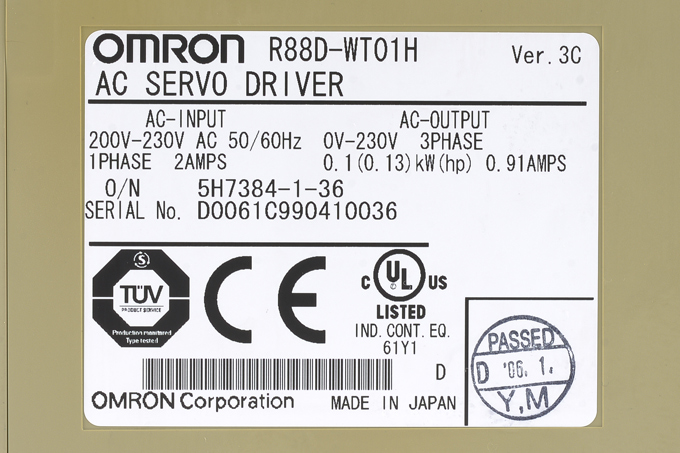 OMRON R88D-WT01H Ver. 3C
AC SERVO DRIVER
AC-INPUT AC-OUTPUT
200V-230V AC 50/60Hz 0V-230V 3PHASE
1PHASE 2AMPS 0.1(0.13)kW(hp) 0.91AMPS
O/N 5H7384-1-36
SERIAL No. D0061C990410036
S
TÜV
PRODUCT SERVICE
Production monitored
Type tested
CE
C UL US
LISTED
IND. CONT. EQ.
61Y1
D
OMRON Corporation MADE IN JAPAN
PASSED
D '06. 1.
Y,M